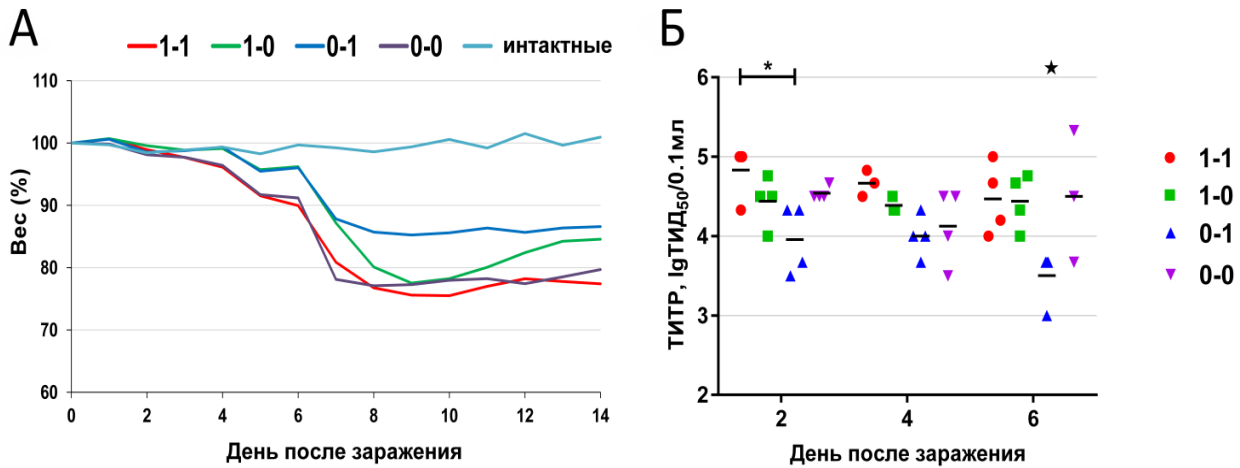 А
1-1 1-0 0-1 0-0 интактные
Вес (%)
110
100
90
80
70
60
0 2 4 6 8 10 12 14
День после заражения
Б
* ★
ТИТР, lgТИД50/0.1мл
6
5
4
3
2
2 4 6
День после заражения
1-1
1-0
0-1
0-0